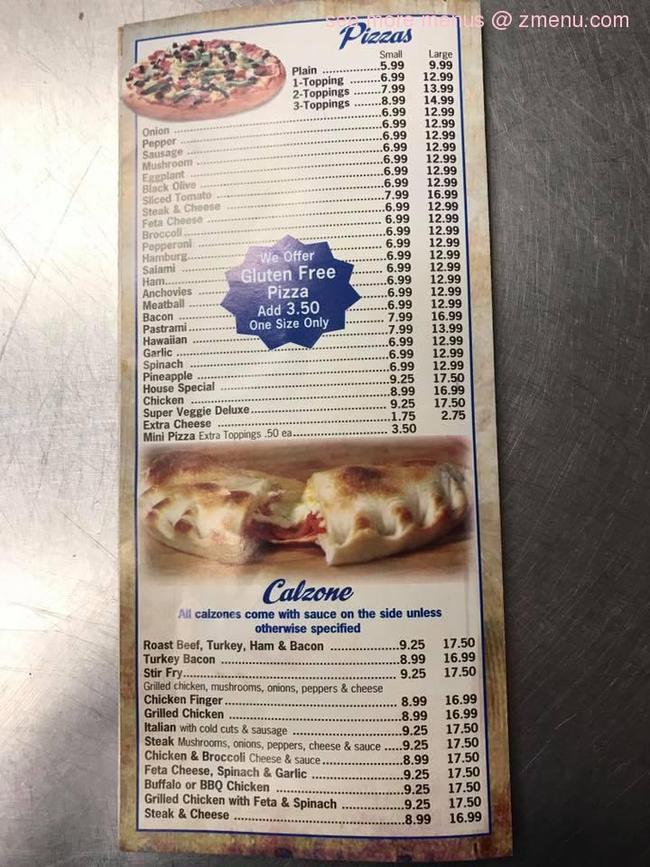 see more menus @ zmenu.com
Pizzas
Small Large
Plain ..................5.99 9.99
1-Topping ..........6.99 12.99
2-Toppings ........7.99 13.99
3-Toppings ........8.99 14.99
Onion ..........6.99 12.99
Pepper ..........6.99 12.99
Sausage ..........6.99 12.99
Mushroom ..........6.99 12.99
Eggplant ..........6.99 12.99
Black Olive ..........6.99 12.99
Sliced Tomato ..........6.99 12.99
Steak & Cheese ..........7.99 16.99
Feta Cheese ..........6.99 12.99
Broccoli ..........6.99 12.99
Pepperoni ..........6.99 12.99
Hamburg ..........6.99 12.99
Salami ..........6.99 12.99
Ham ..........6.99 12.99
Anchovies ..........6.99 12.99
Meatball ..........6.99 12.99
Bacon ..........6.99 12.99
Pastrami ..........7.99 16.99
Hawaiian ..........7.99 13.99
Garlic ..........6.99 12.99
Spinach ..........6.99 12.99
Pineapple ..........6.99 12.99
House Special ..........9.25 17.50
Chicken ..........8.99 16.99
Super Veggie Deluxe ..........9.25 17.50
Extra Cheese ..........1.75 2.75
Mini Pizza Extra Toppings .50 ea..........3.50
We Offer
Gluten Free
Pizza
Add 3.50
One Size Only
Calzone
All calzones come with sauce on the side unless
otherwise specified
Roast Beef, Turkey, Ham & Bacon ..........9.25 17.50
Turkey Bacon ..........8.99 16.99
Stir Fry..........9.25 17.50
Grilled chicken, mushrooms, onions, peppers & cheese
Chicken Finger..........8.99 16.99
Grilled Chicken ..........8.99 16.99
Italian with cold cuts & sausage ..........9.25 17.50
Steak Mushrooms, onions, peppers, cheese & sauce .....9.25 17.50
Chicken & Broccoli Cheese & sauce..........8.99 17.50
Feta Cheese, Spinach & Garlic ..........9.25 17.50
Buffalo or BBQ Chicken ..........9.25 17.50
Grilled Chicken with Feta & Spinach ..........9.25 17.50
Steak & Cheese ..........8.99 16.99